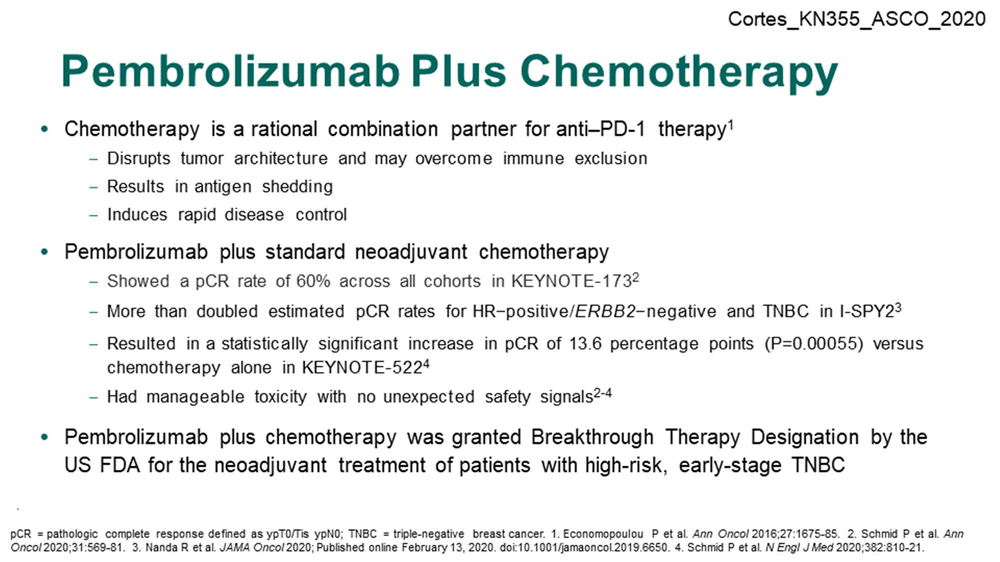 Cortes_KN355_ASCO_2020
Pembrolizumab Plus Chemotherapy
• Chemotherapy is a rational combination partner for anti–PD-1 therapy¹
– Disrupts tumor architecture and may overcome immune exclusion
– Results in antigen shedding
– Induces rapid disease control
• Pembrolizumab plus standard neoadjuvant chemotherapy
– Showed a pCR rate of 60% across all cohorts in KEYNOTE-173²
– More than doubled estimated pCR rates for HR−positive/ERBB2−negative and TNBC in I-SPY2³
– Resulted in a statistically significant increase in pCR of 13.6 percentage points (P=0.00055) versus
chemotherapy alone in KEYNOTE-522⁴
– Had manageable toxicity with no unexpected safety signals²⁻⁴
• Pembrolizumab plus chemotherapy was granted Breakthrough Therapy Designation by the
US FDA for the neoadjuvant treatment of patients with high-risk, early-stage TNBC
.
pCR = pathologic complete response defined as ypT0/Tis ypN0; TNBC = triple-negative breast cancer. 1. Economopoulou P et al. Ann Oncol 2016;27:1675-85. 2. Schmid P et al. Ann
Oncol 2020;31:569-81. 3. Nanda R et al. JAMA Oncol 2020; Published online February 13, 2020. doi:10.1001/jamaoncol.2019.6650. 4. Schmid P et al. N Engl J Med 2020;382:810-21.